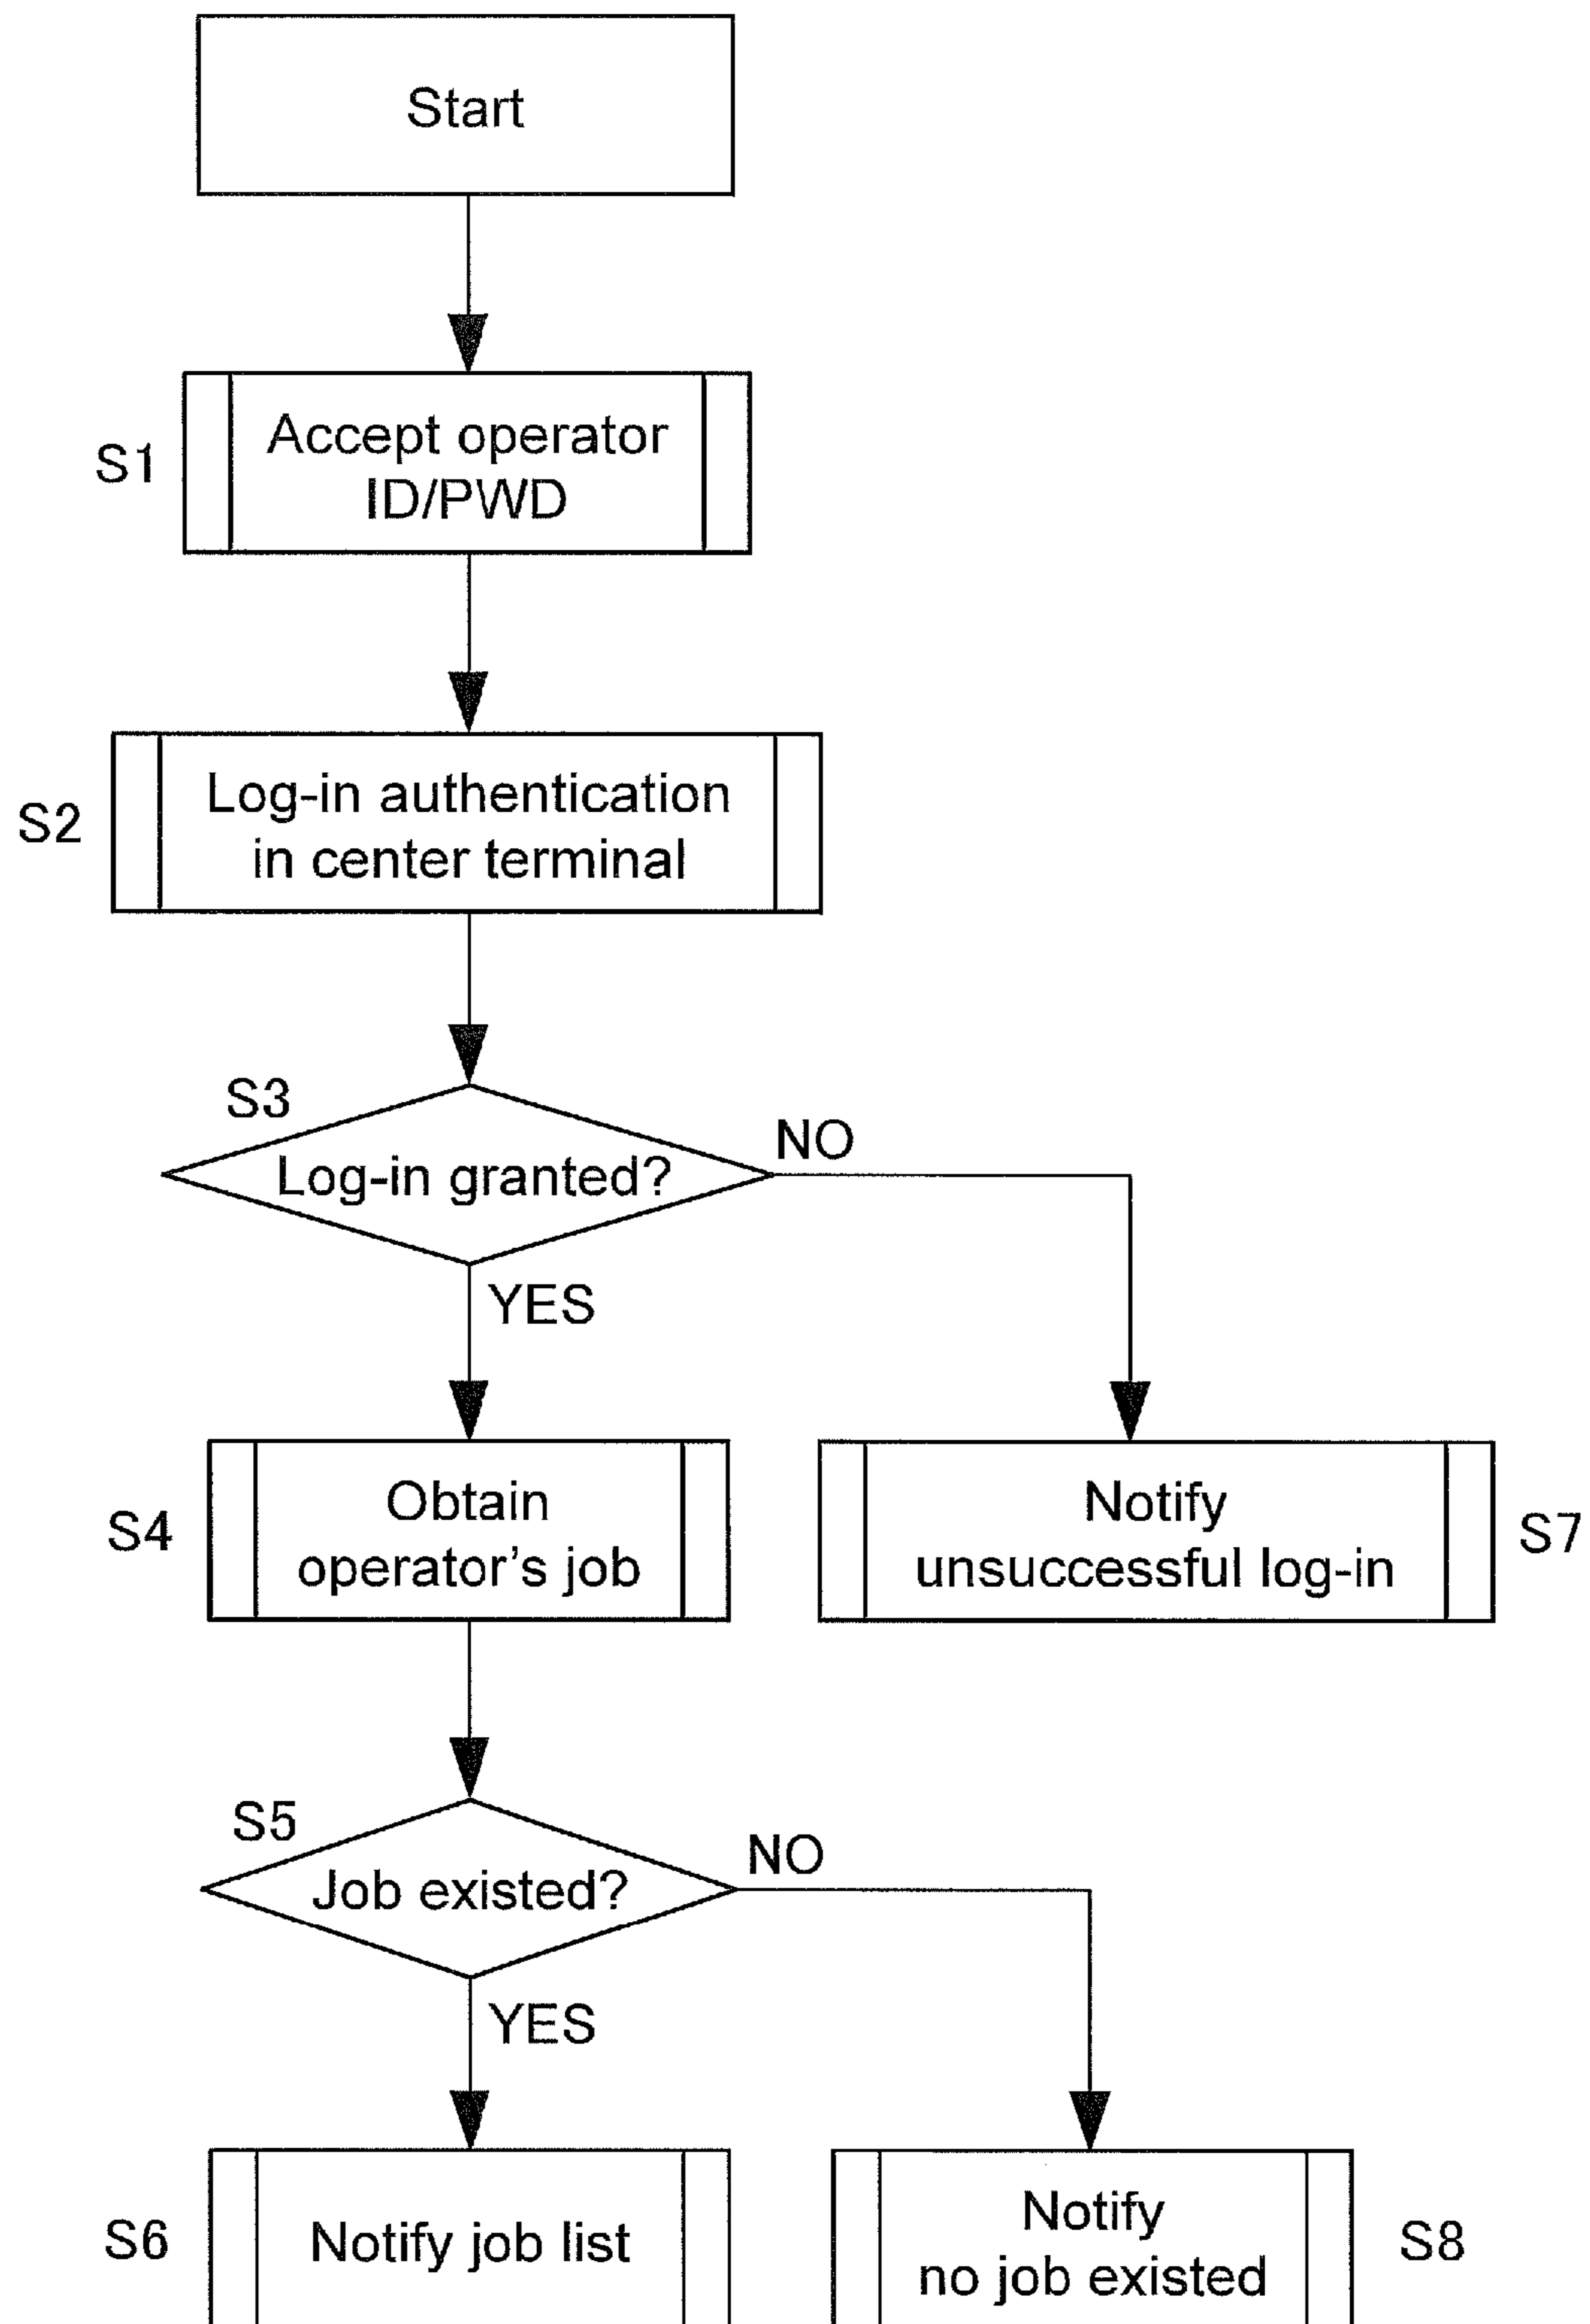 Start
S1
Accept operator
ID/PWD
S2
Log-in authentication
in center terminal
S3
Log-in granted?
NO
YES
S4
Obtain
operator's job
Notify
unsuccessful log-in
S7
S5
Job existed?
NO
YES
S6
Notify job list
Notify
no job existed
S8